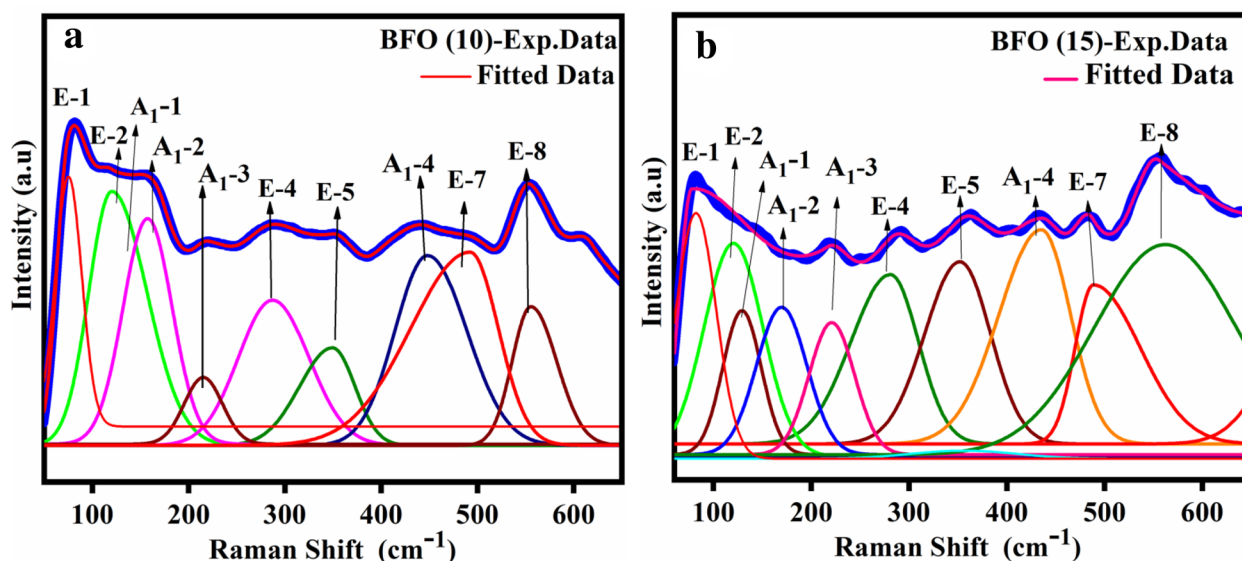 a
BFO (10)-Exp.Data
Fitted Data
E-1
E-2
A₁-1
A₁-2
A₁-3
E-4
E-5
A₁-4
E-7
E-8
Intensity (a.u)
100 200 300 400 500 600
Raman Shift (cm⁻¹)
b
BFO (15)-Exp.Data
Fitted Data
E-1
E-2
A₁-1
A₁-2
A₁-3
E-4
E-5
A₁-4
E-7
E-8
Intensity (a.u)
100 200 300 400 500 600
Raman Shift (cm⁻¹)